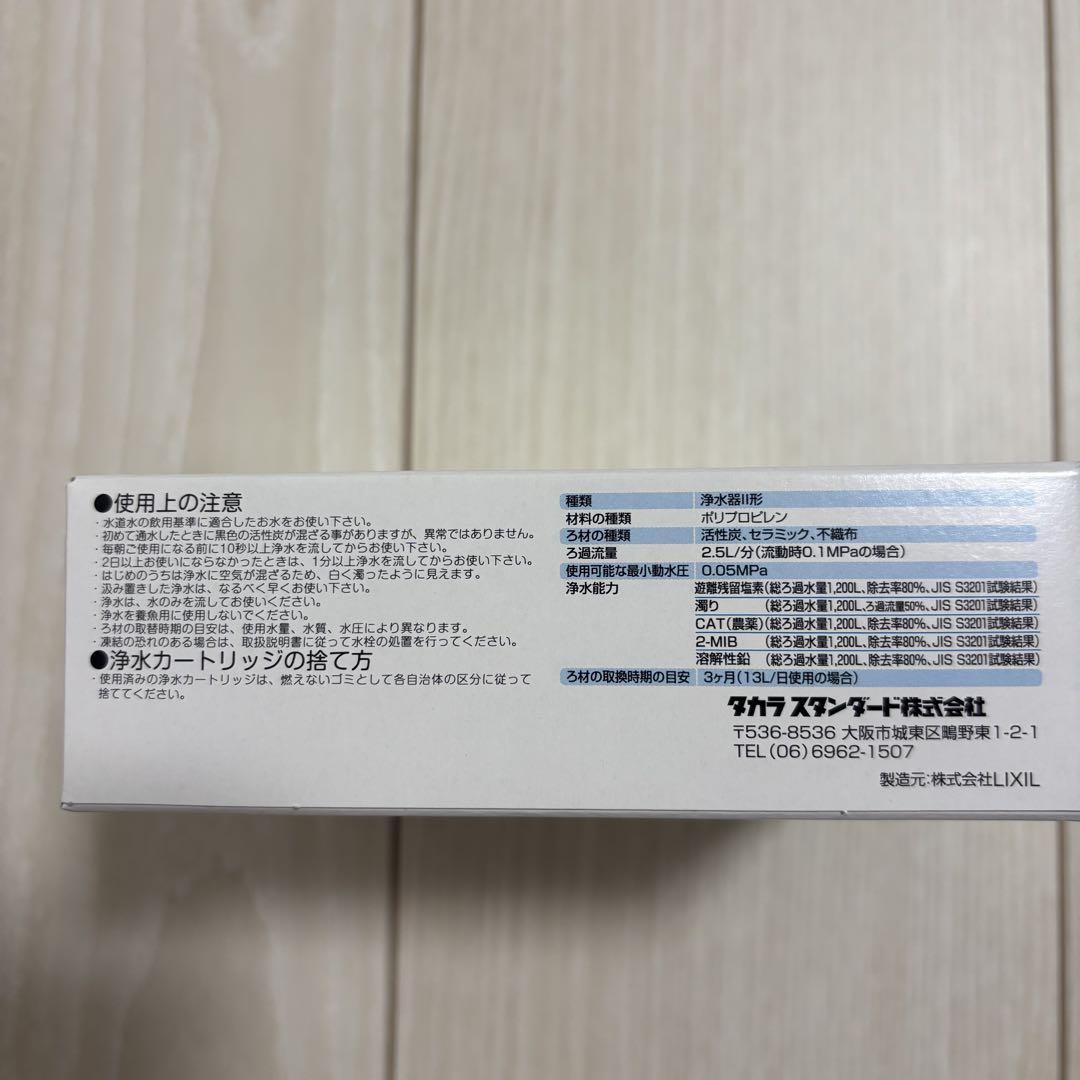 ●使用上の注意
・水道水の飲用基準に適合したお水をお使い下さい。
・初めて通水したときに黒色の活性炭が混ざる事がありますが、異常ではありません。
・毎朝ご使用になる前に10秒以上浄水を流してからお使い下さい。
・2日以上お使いにならなかったときは、1分以上浄水を流してからお使い下さい。
・はじめのうちは浄水に空気が混ざるため、白く濁ったように見えます。
・汲み置きした浄水は、なるべく早くお使い下さい。
・浄水は、水のみを流してお使いください。
・浄水を養魚用に使用しないでください。
・ろ材の取替時期の目安は、使用水量、水質、水圧により異なります。
・凍結の恐れのある場合は、取扱説明書に従って水栓の処置を行ってください。
●浄水カートリッジの捨て方
・使用済みの浄水カートリッジは、燃えないゴミとして各自治体の区分に従って
捨ててください。
種類 浄水器II形
材料の種類 ポリプロピレン
ろ材の種類 活性炭、セラミック、不織布
ろ過流量 2.5L/分(流動時0.1MPaの場合)
使用可能な最小動水圧 0.05MPa
浄水能力 遊離残留塩素(総ろ過水量1,200L、除去率80%、JIS S3201試験結果)
濁り (総ろ過水量1,200L、ろ過流量50%、JIS S3201試験結果)
CAT(農薬)(総ろ過水量1,200L、除去率80%、JIS S3201試験結果)
2-MIB (総ろ過水量1,200L、除去率80%、JIS S3201試験結果)
溶解性鉛 (総ろ過水量1,200L、除去率80%、JIS S3201試験結果)
ろ材の取換時期の目安 3ヶ月(13L/日使用の場合)
タカラスタンダード株式会社
〒536-8536 大阪市城東区鴫野東1-2-1
TEL(06)6962-1507
製造元:株式会社LIXIL